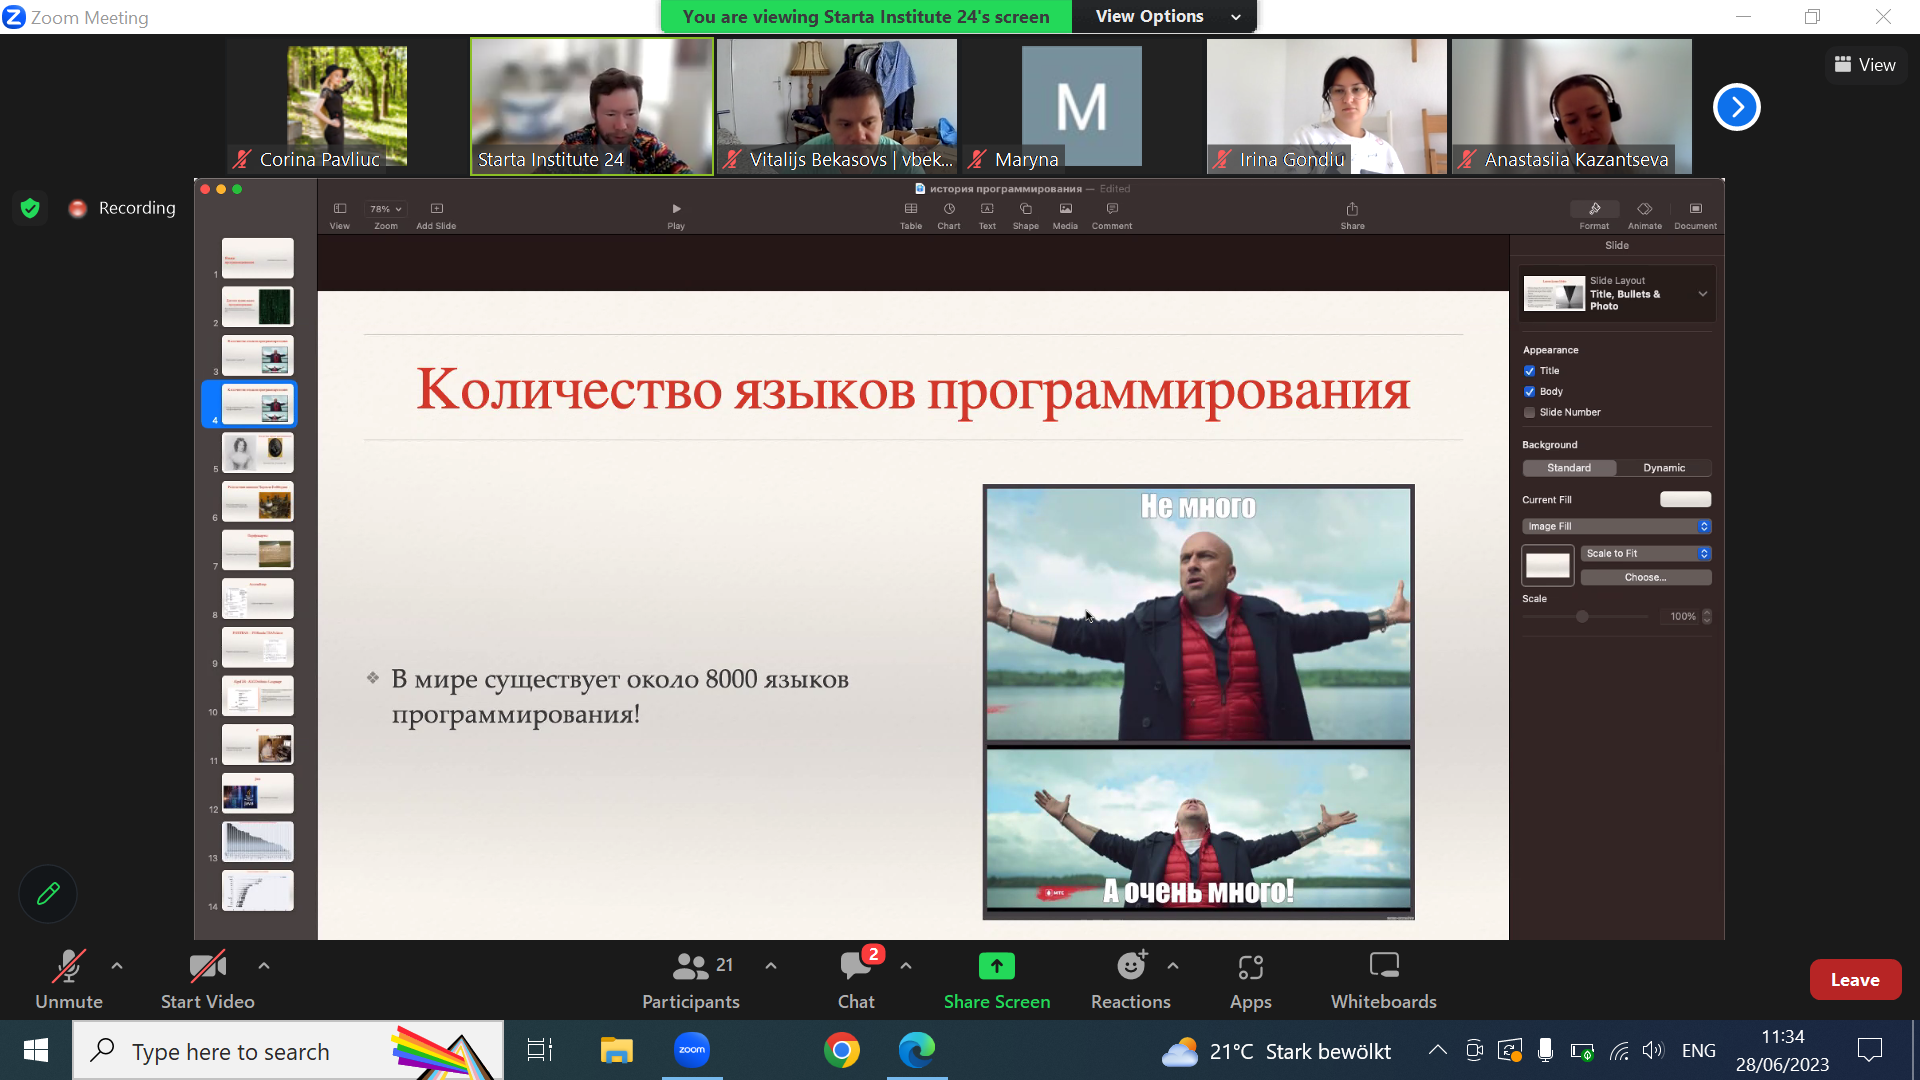 Zoom Meeting
You are viewing Starta Institute 24's screen
View Options
Corina Pavliuc
Starta Institute 24
Vitalijs Bekasovs | vbek...
M
Maryna
Irina Gondiu
Anastasiia Kazantseva
View
Recording
история программирования — Edited
View
78%
Zoom
Add Slide
Play
Table
Chart
Text
Shape
Media
Comment
Share
Format
Animate
Document
1
2
3
4
5
6
7
8
9
10
11
12
13
14
Количество языков программирования
В мире существует около 8000 языков
программирования!
Не много
МТС
А очень много!
Slide
Slide Layout
Title, Bullets &
Photo
Appearance
Title
Body
Slide Number
Background
Standard
Dynamic
Current Fill
Image Fill
Scale to Fit
Choose...
Scale
100%
Unmute
Start Video
21
Participants
2
Chat
Share Screen
Reactions
Apps
Whiteboards
Leave
Type here to search
zoom
21°C Stark bewölkt
ENG
11:34
28/06/2023